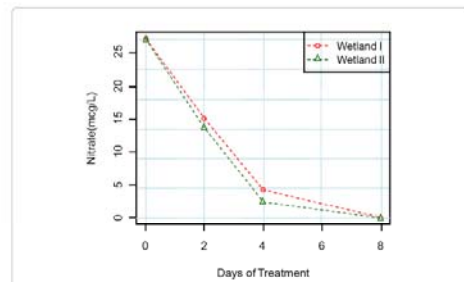 Wetland I
Wetland II
25
20
15
10
5
0
Nitrate(mcg/L)
0 2 4 6 8
Days of Treatment